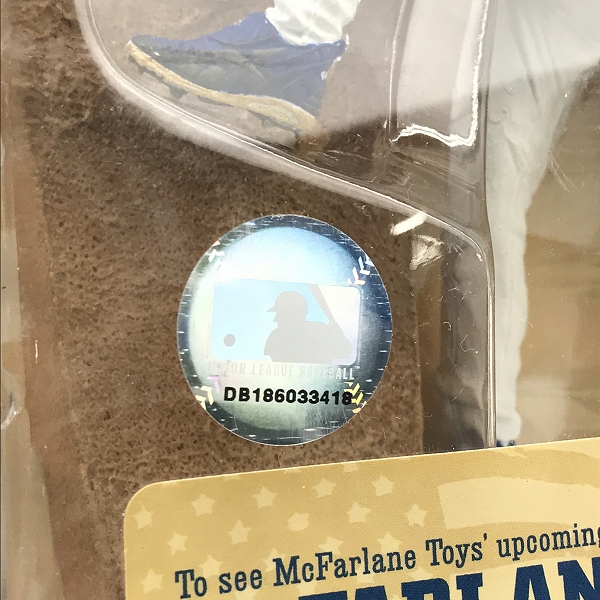 MAJOR LEAGUE BASEBALL
DB186033418
To see McFarlane Toys' upcoming